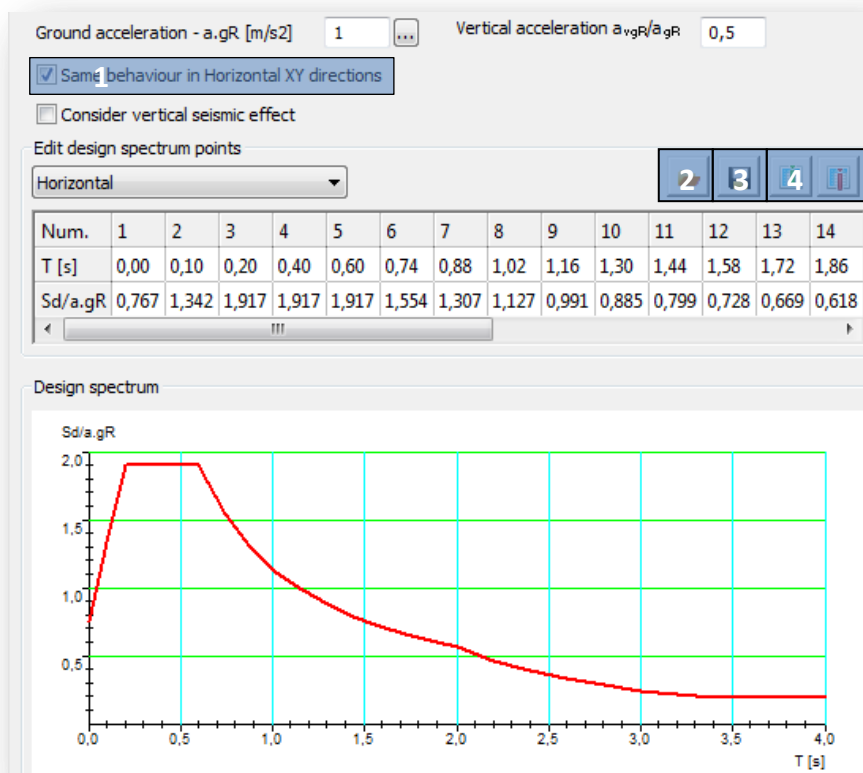 Ground acceleration - a.gR [m/s2] 1 ... Vertical acceleration avgR/agR 0,5
Same behaviour in Horizontal XY directions
1
Consider vertical seismic effect
Edit design spectrum points
Horizontal
2 3 4
Num. 1 2 3 4 5 6 7 8 9 10 11 12 13 14
T [s] 0,00 0,10 0,20 0,40 0,60 0,74 0,88 1,02 1,16 1,30 1,44 1,58 1,72 1,86
Sd/a.gR 0,767 1,342 1,917 1,917 1,917 1,554 1,307 1,127 0,991 0,885 0,799 0,728 0,669 0,618
Design spectrum
Sd/a.gR
2,0
1,5
1,0
0,5
0,0 0,5 1,0 1,5 2,0 2,5 3,0 3,5 4,0
T [s]